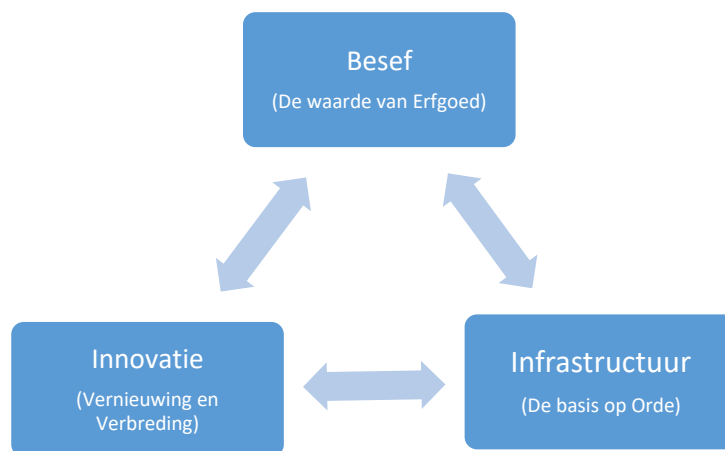 Besef
(De waarde van Erfgoed)
Innovatie
(Vernieuwing en
Verbreding)
Infrastructuur
(De basis op Orde)